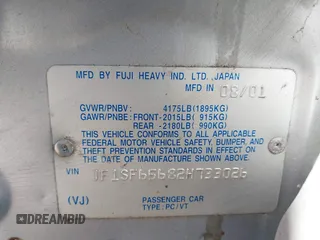 MFD BY FUJI HEAVY IND. LTD., JAPAN
MFD IN 08/01
GVWR/PNBV: 4175LB(1895KG)
GAWR/PNBE: FRONT-2015LB( 915KG)
REAR -2180LB( 990KG)
THIS VEHICLE CONFORMS TO ALL APPLICABLE
FEDERAL MOTOR VEHICLE SAFETY, BUMPER, AND
THEFT PREVENTION STANDARDS IN EFFECT ON
THE DATE OF MANUFACTURE SHOWN ABOVE.
VIN JF1SF65682H733026
(VJ)
PASSENGER CAR
TYPE: PC/VT
DREAMBID